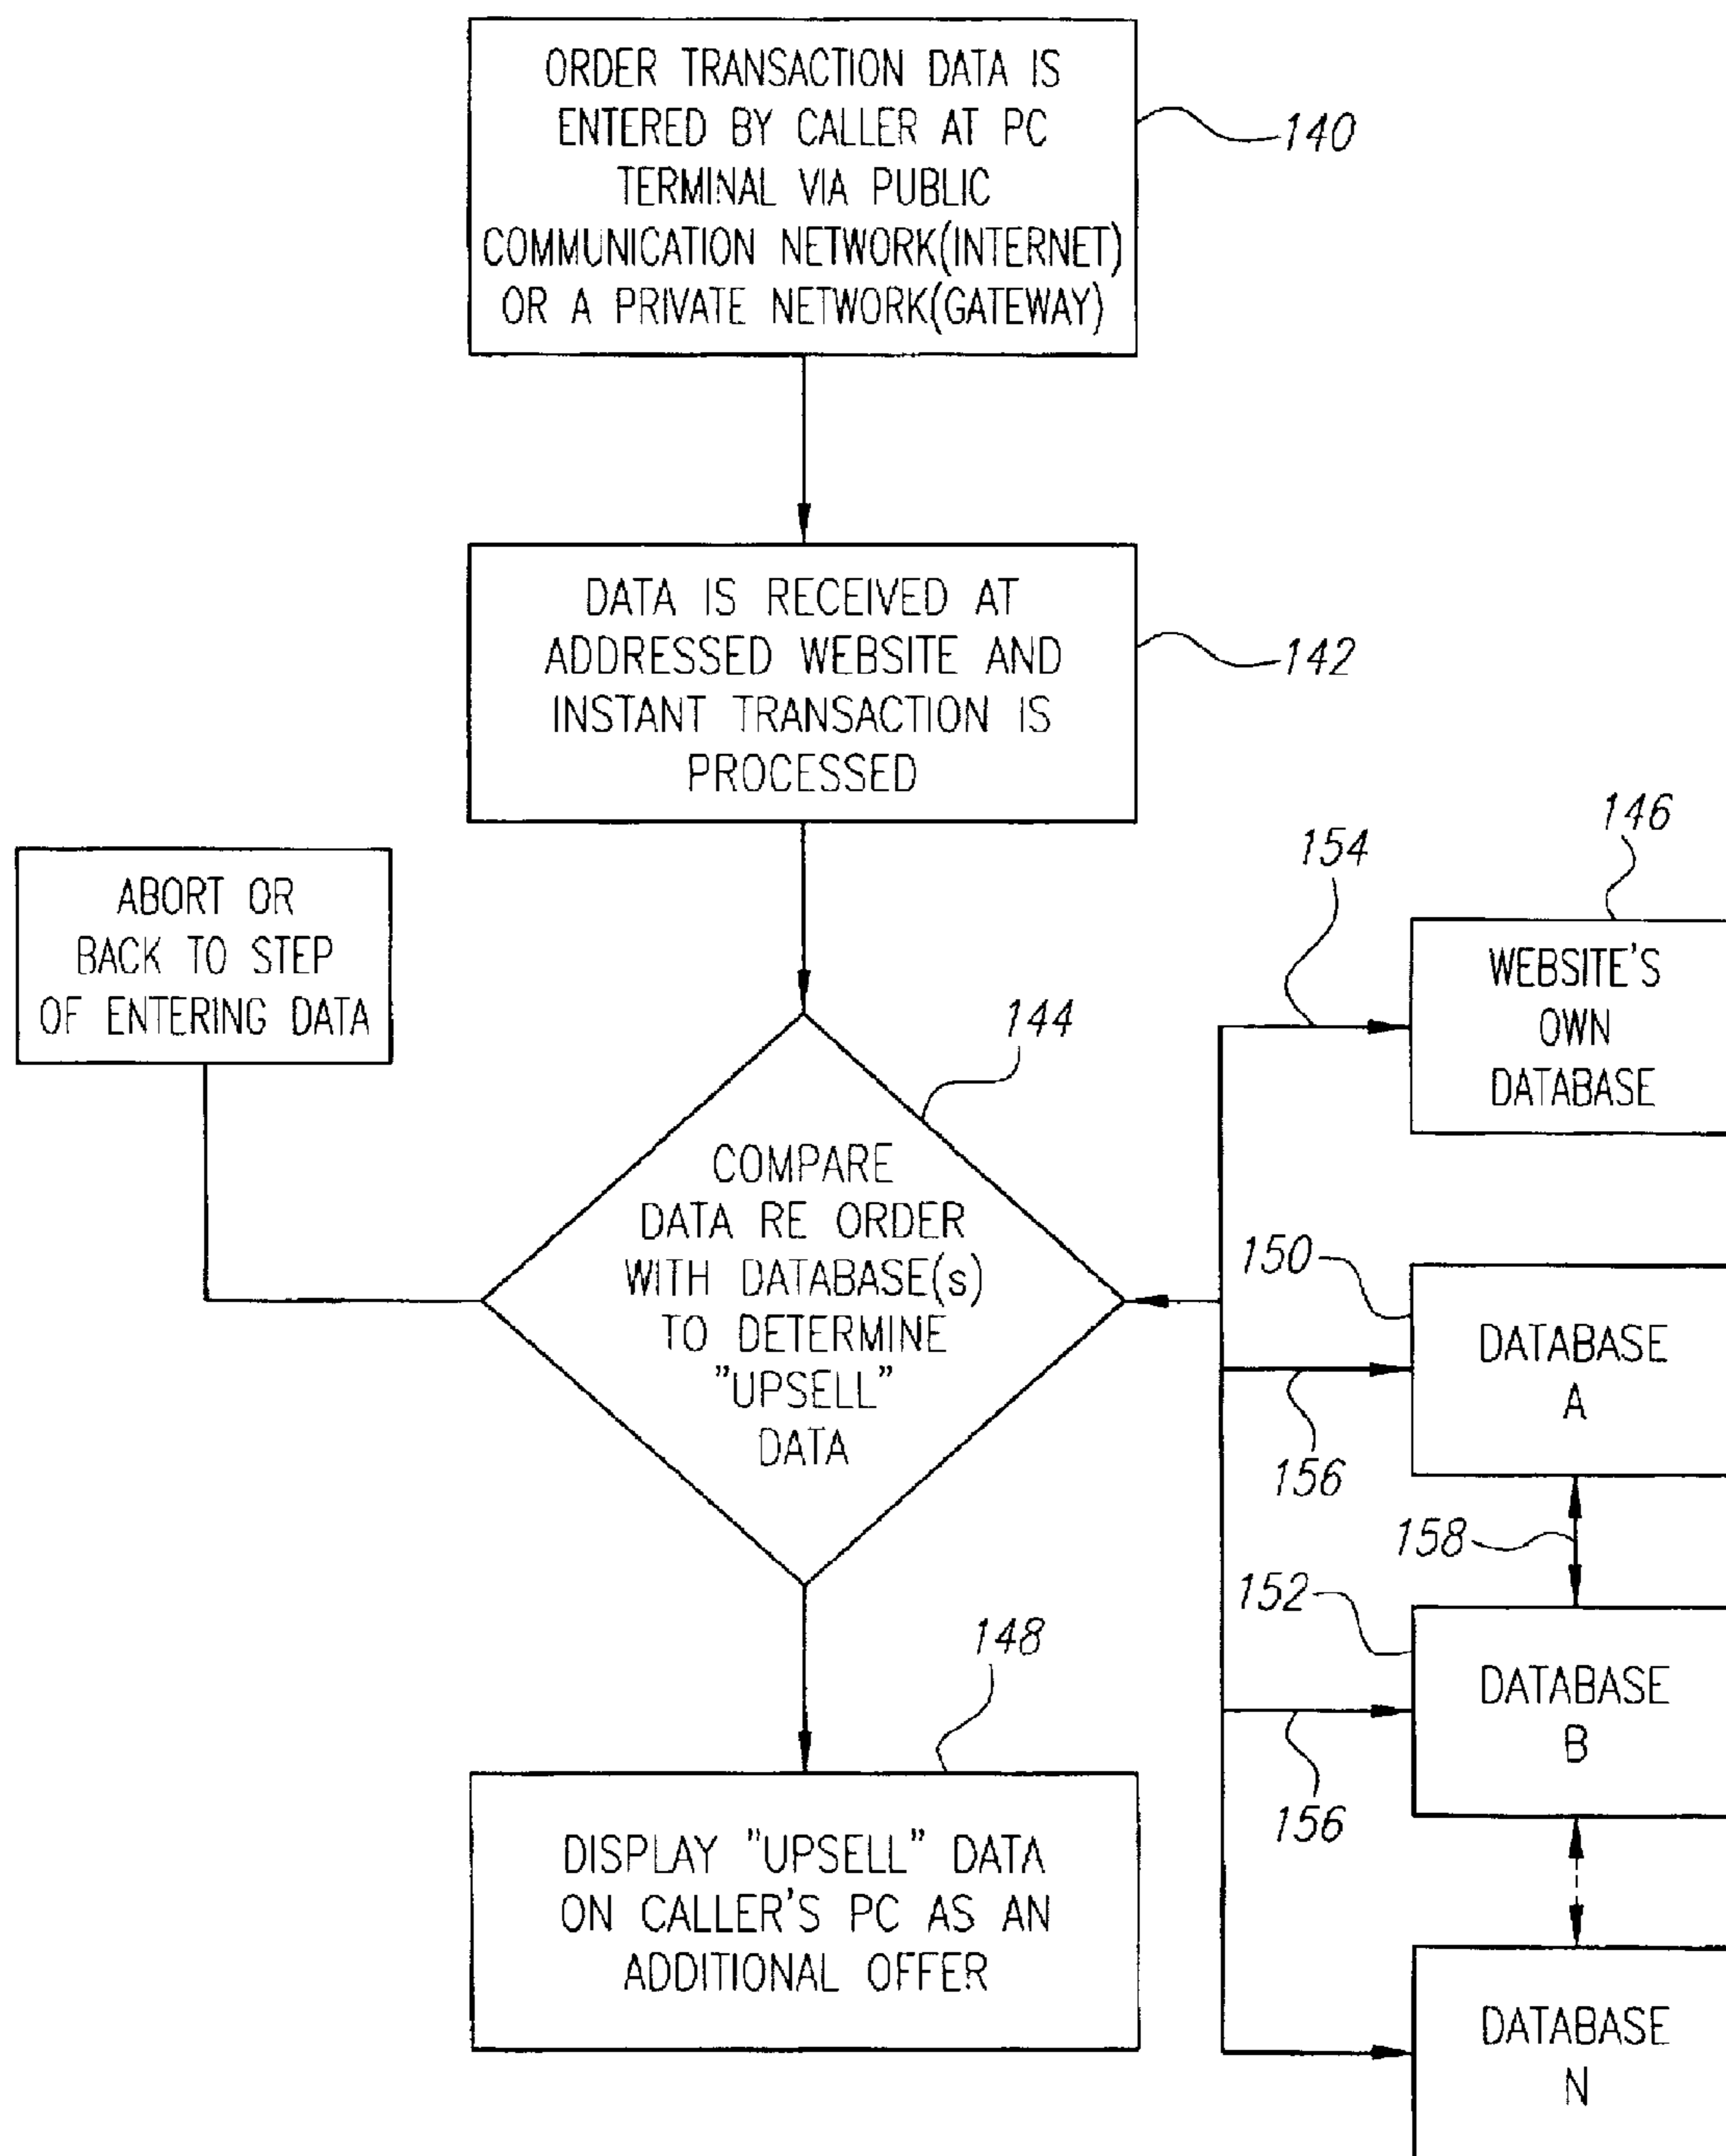 ORDER TRANSACTION DATA IS
ENTERED BY CALLER AT PC
TERMINAL VIA PUBLIC
COMMUNICATION NETWORK(INTERNET)
OR A PRIVATE NETWORK(GATEWAY)
140
DATA IS RECEIVED AT
ADDRESSED WEBSITE AND
INSTANT TRANSACTION IS
PROCESSED
142
ABORT OR
BACK TO STEP
OF ENTERING DATA
COMPARE
DATA RE ORDER
WITH DATABASE(s)
TO DETERMINE
"UPSELL"
DATA
144
154
146
WEBSITE'S
OWN
DATABASE
150
DATABASE
A
156
158
152
DATABASE
B
156
148
DISPLAY "UPSELL" DATA
ON CALLER'S PC AS AN
ADDITIONAL OFFER
DATABASE
N